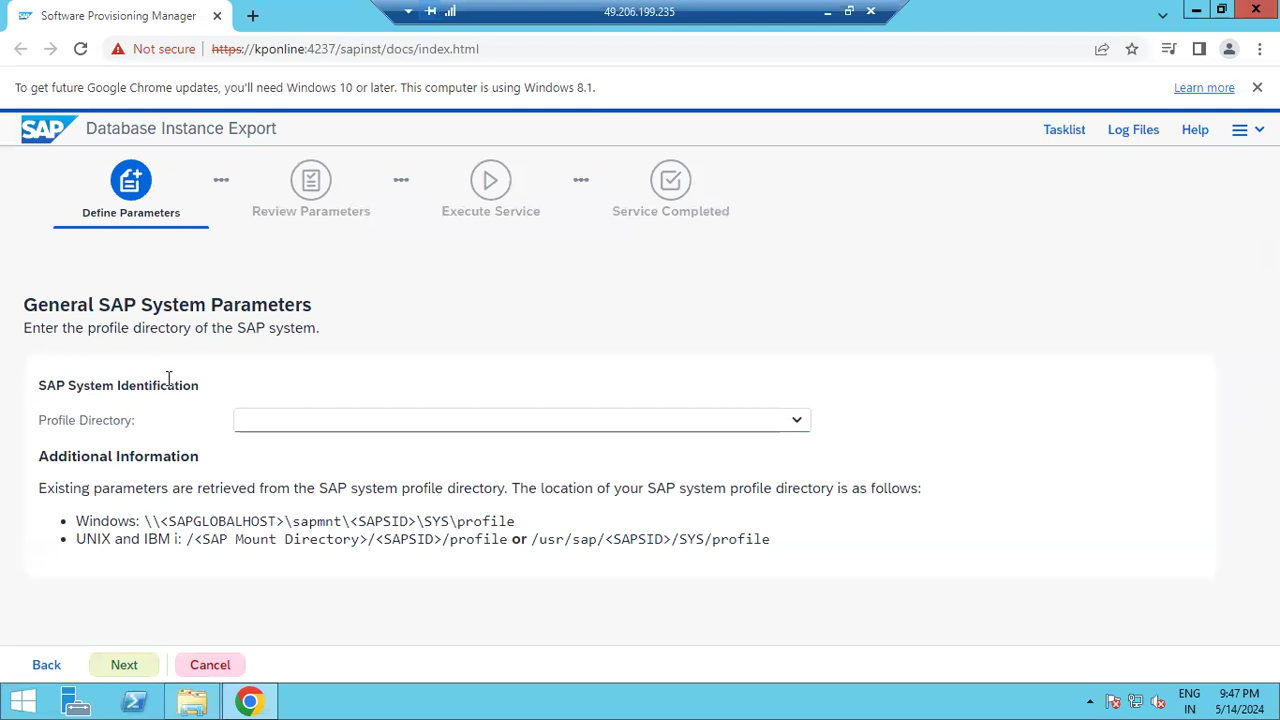 Software Provisioning Manager
49.206.199.235
Not secure
https://kponline:4237/sapinst/docs/index.html
To get future Google Chrome updates, you'll need Windows 10 or later. This computer is using Windows 8.1.
Learn more
SAP
Database Instance Export
Tasklist
Log Files
Help
Define Parameters
Review Parameters
Execute Service
Service Completed
General SAP System Parameters
Enter the profile directory of the SAP system.
SAP System Identification
Profile Directory:
Additional Information
Existing parameters are retrieved from the SAP system profile directory. The location of your SAP system profile directory is as follows:
• Windows: \\<SAPGLOBALHOST>\sapmnt\<SAPSID>\SYS\profile
• UNIX and IBM i: /<SAP Mount Directory>/<SAPSID>/profile or /usr/sap/<SAPSID>/SYS/profile
Back
Next
Cancel
ENG
IN
9:47 PM
5/14/2024